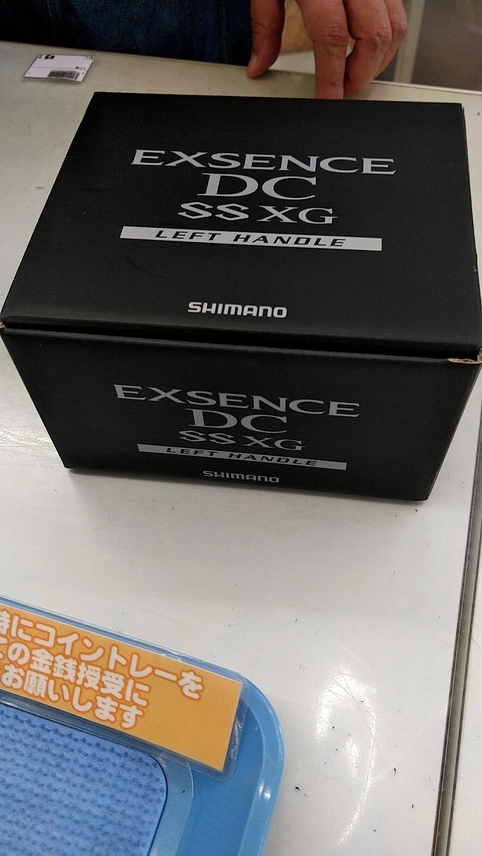 EXSENCE
DC
SS XG
LEFT HANDLE
SHIMANO
EXSENCE
DC
SS XG
LEFT HANDLE
SHIMANO
時にコイントレーを
の金銭授受に
お願いします